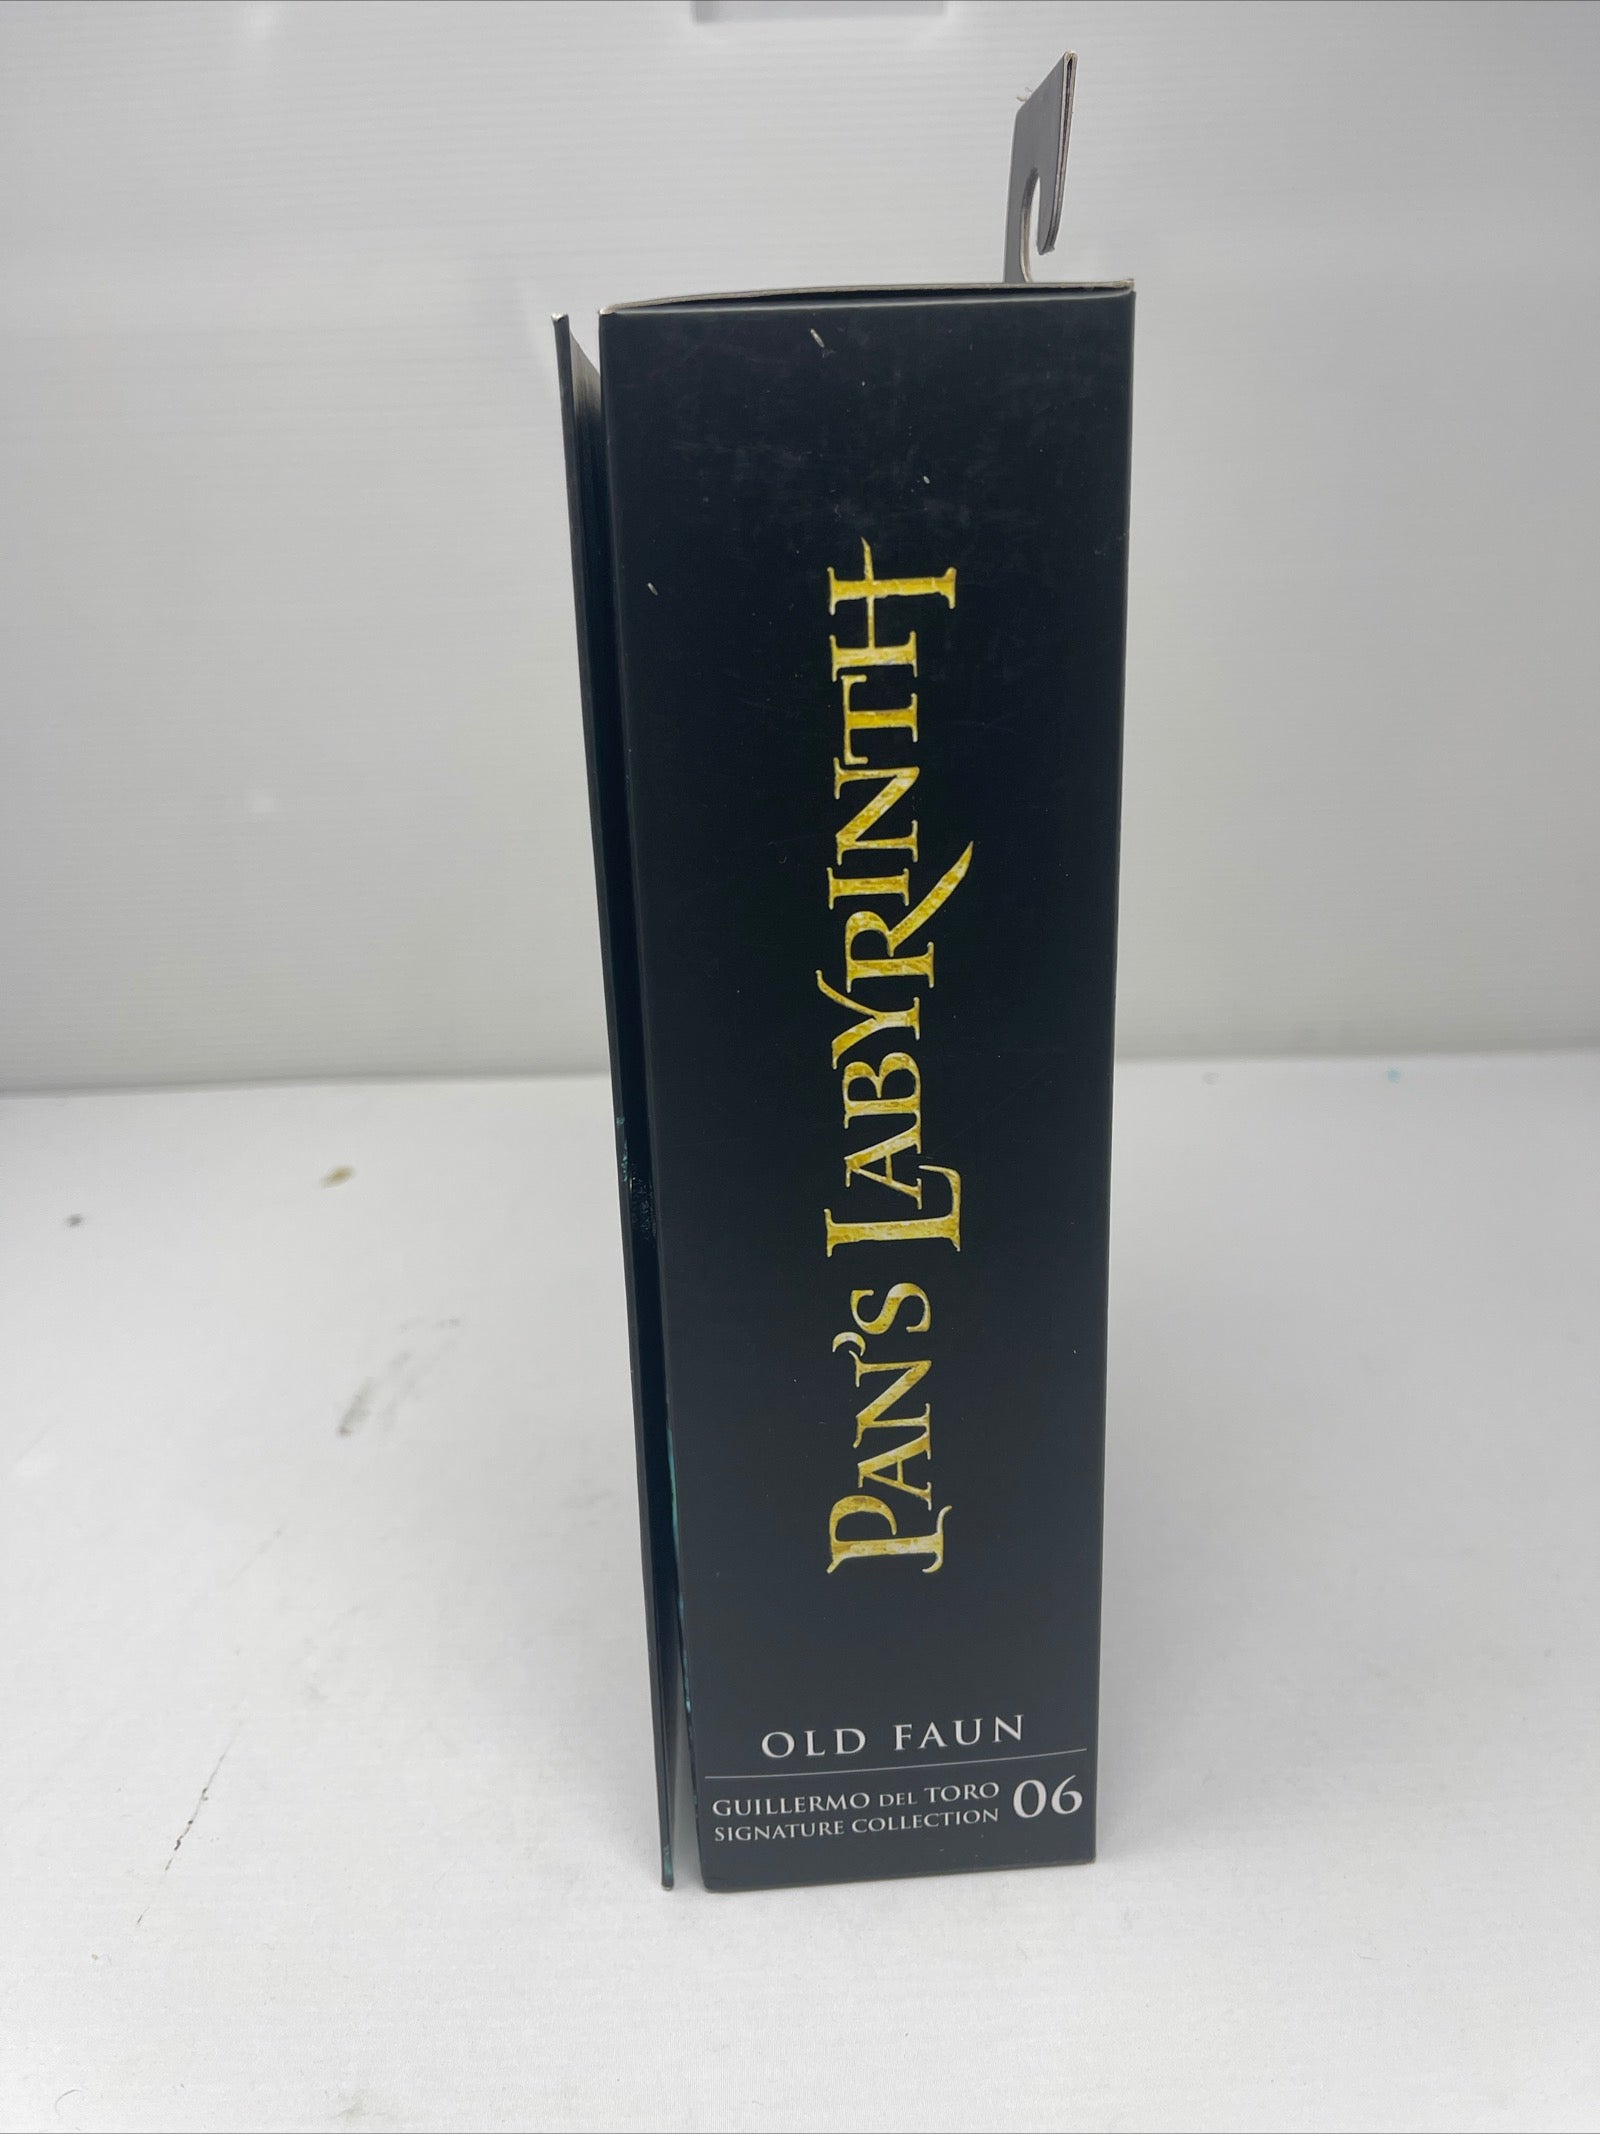 PAN'S LABYRINTH
OLD FAUN
GUILLERMO DEL TORO
SIGNATURE COLLECTION
06